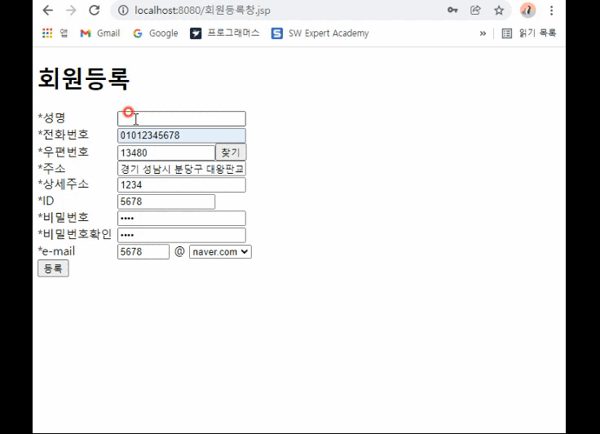 localhost:8080/회원등록창.jsp
앱 Gmail Google 프로그래머스 SW Expert Academy » 읽기 목록
회원등록
*성명
*전화번호 01012345678
*우편번호 13480 찾기
*주소 경기 성남시 분당구 대왕판교
*상세주소 1234
*ID 5678
*비밀번호 ••••
*비밀번호확인 ••••
*e-mail 5678 @ naver.com
등록